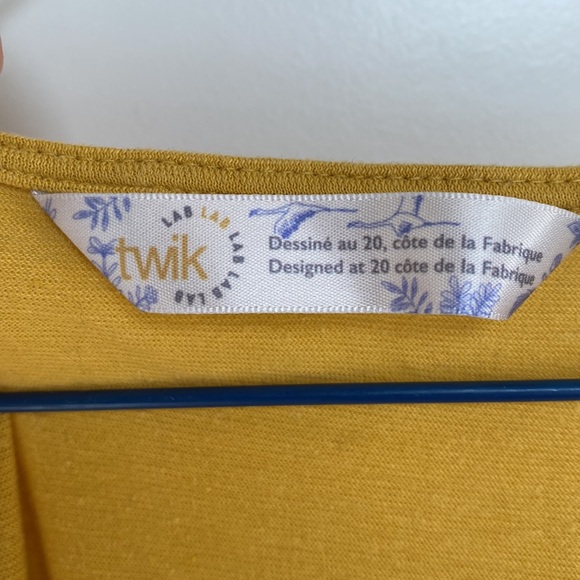 LAB LAB LAB LAB LAB
twik
Dessiné au 20, côte de la Fabrique
Designed at 20 côte de la Fabrique